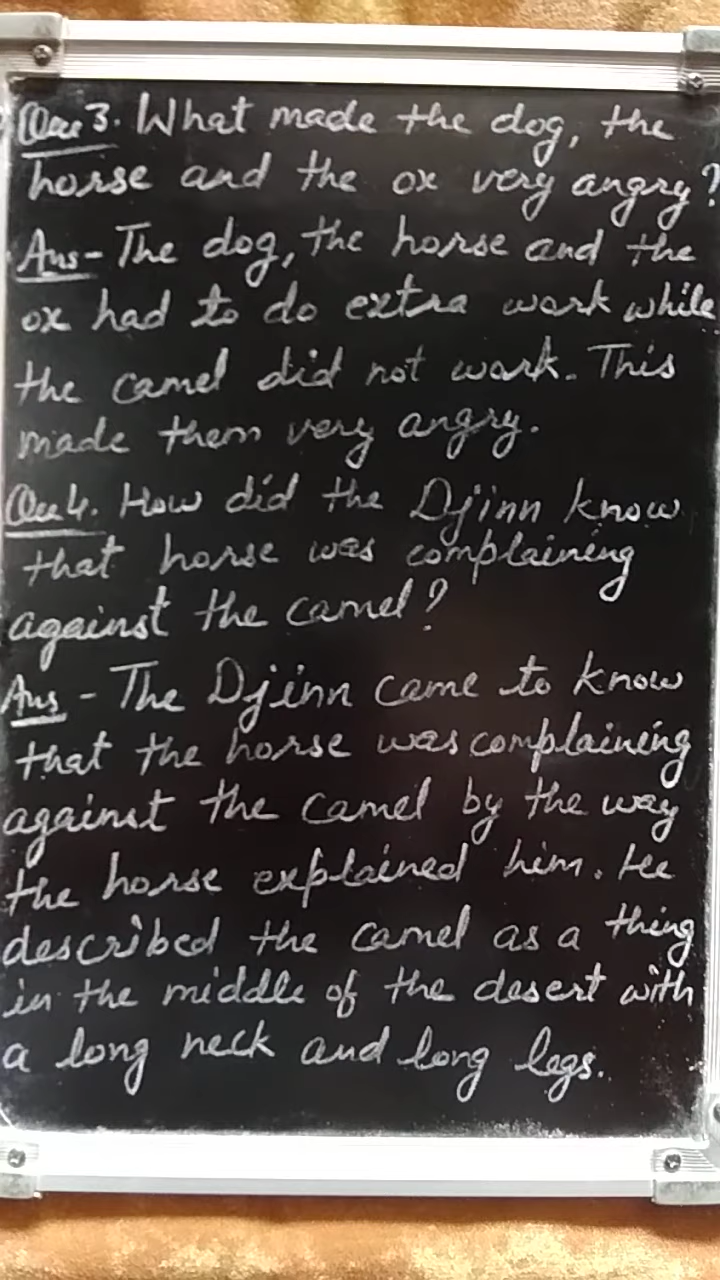 Que 3. What made the dog, the
horse and the ox very angry?
Ans- The dog, the horse and the
ox had to do extra work while
the camel did not work. This
made them very angry.
Que 4. How did the Djinn know
that horse was complaining
against the camel?
Ans - The Djinn came to know
that the horse was complaining
against the camel by the way
the horse explained him. He
described the camel as a thing
in the middle of the desert with
a long neck and long legs.